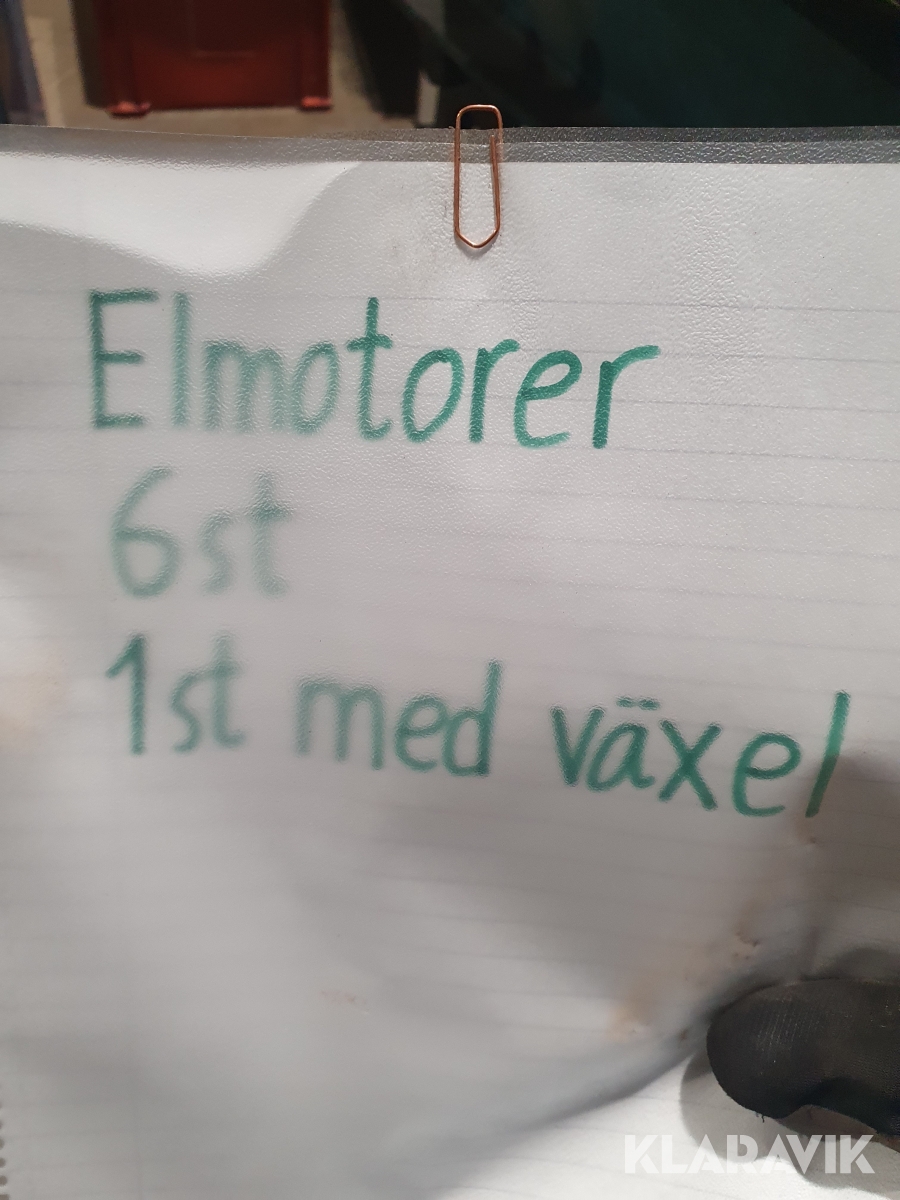 Elmotorer
6st
1st med växel
KLARAVIK